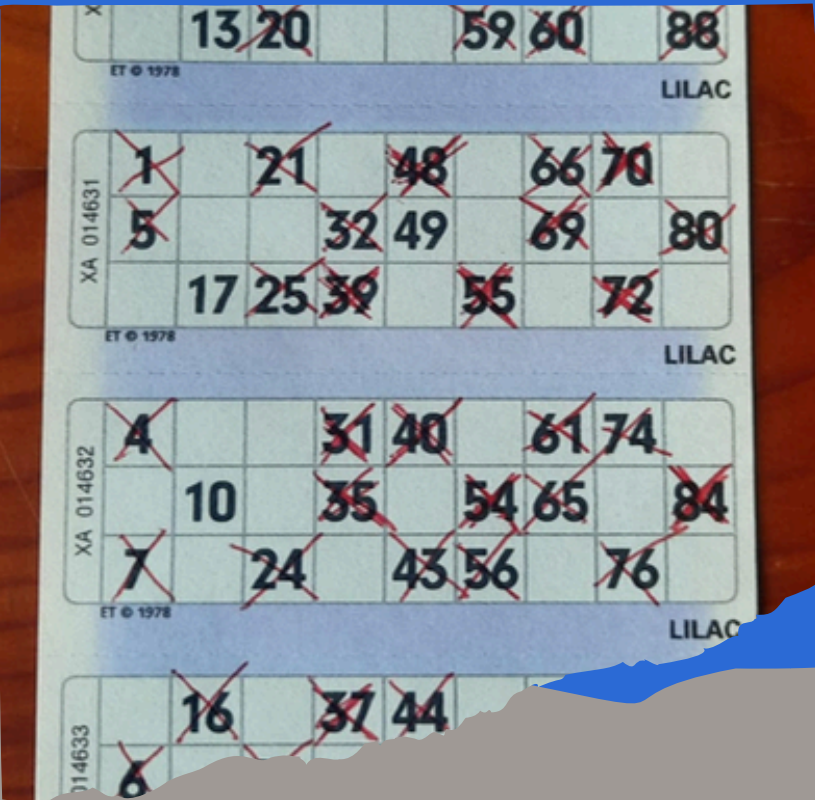 X
13 20 59 60 88
ET © 1978
LILAC
XA 014631
1 21 48 66 70
5 32 49 69 80
17 25 39 55 72
ET © 1978
LILAC
XA 014632
4 31 40 61 74
10 35 54 65 84
7 24 43 56 76
ET © 1978
LILAC
014633
16 37 44
6